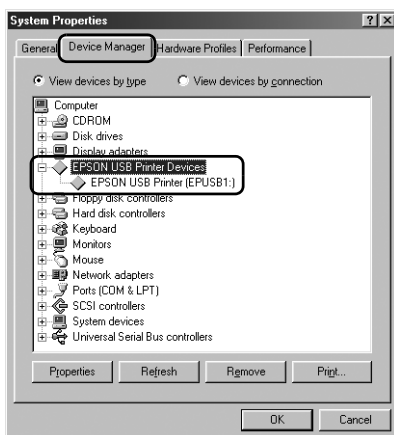 System Properties
General Device Manager Hardware Profiles Performance
View devices by type View devices by connection
Computer
CDROM
Disk drives
Display adapters
EPSON USB Printer Devices
EPSON USB Printer (EPUSB1:)
Floppy disk controllers
Hard disk controllers
Keyboard
Monitors
Mouse
Network adapters
Ports (COM & LPT)
SCSI controllers
System devices
Universal Serial Bus controllers
Properties Refresh Remove Print...
OK Cancel